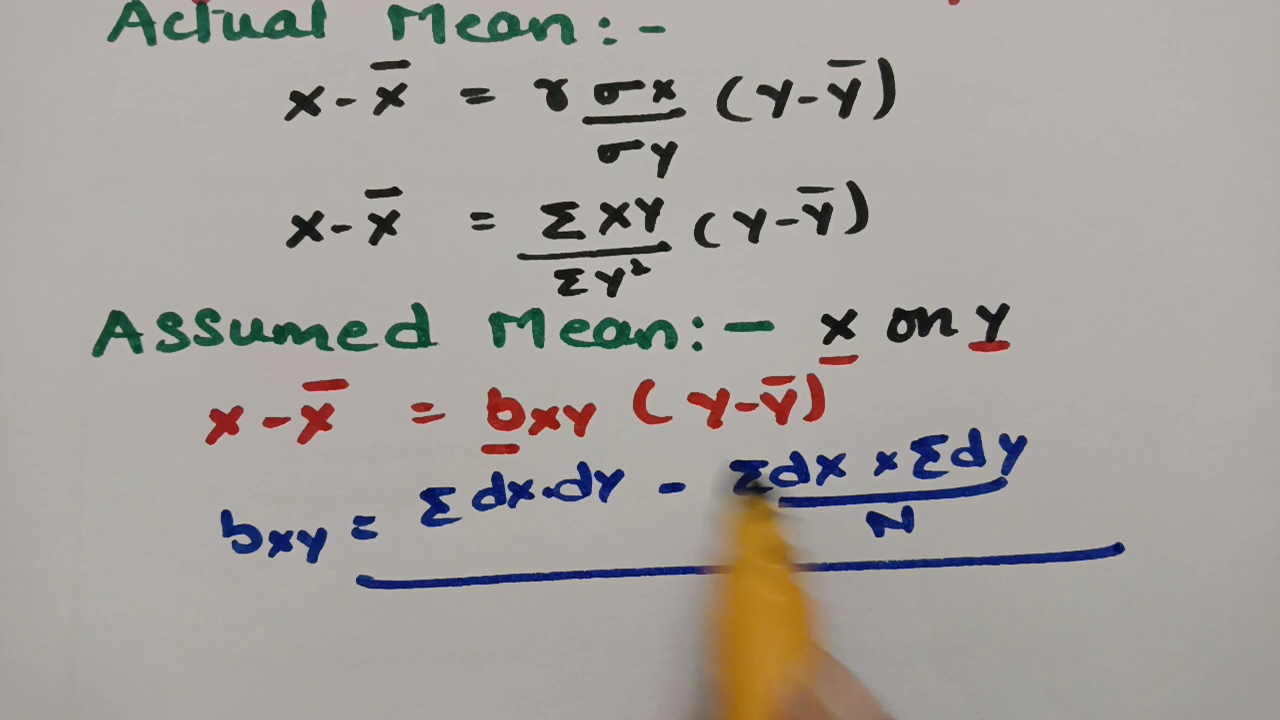 Actual Mean:-
x - x̄ = r σx/σy (y - ȳ)
x - x̄ = Σxy/Σy² (y - ȳ)
Assumed Mean:- x on y
x - x̄ = bxy (y - ȳ)
bxy = Σdx.dy - Σdx × Σdy/N